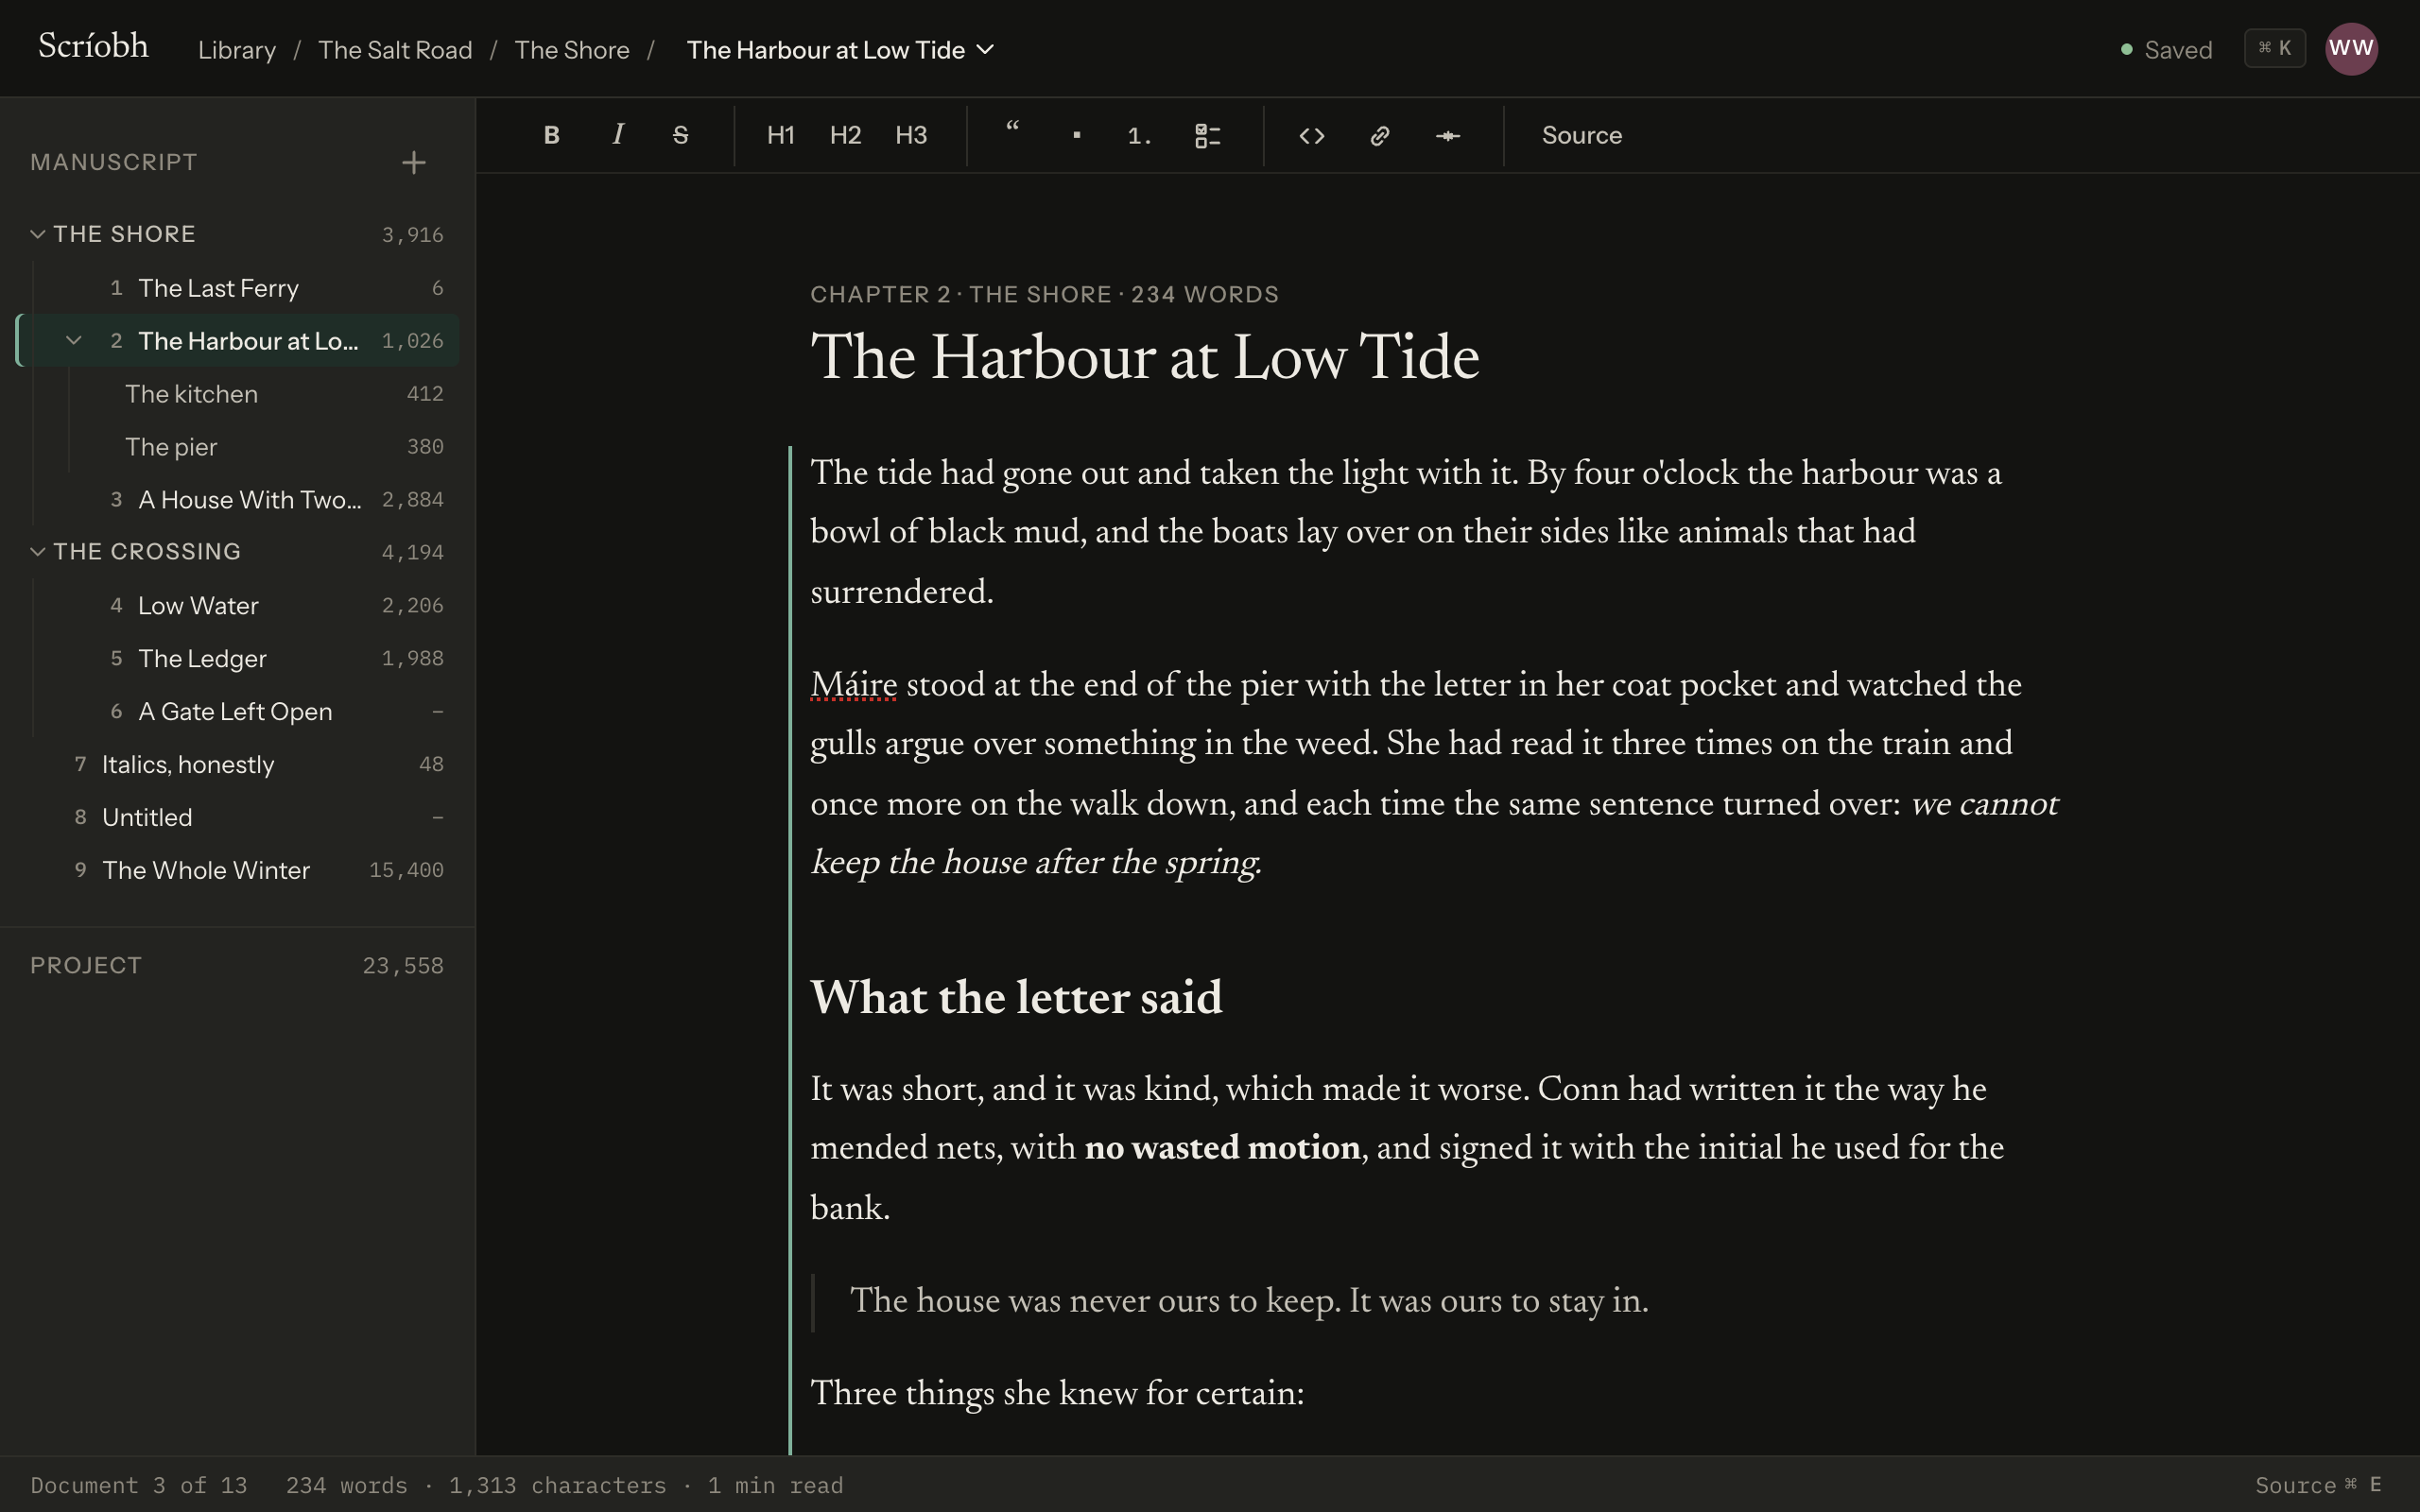 Scríobh Library / The Salt Road / The Shore / The Harbour at Low Tide Saved ⌘ K WW
MANUSCRIPT +
THE SHORE 3,916
1 The Last Ferry 6
2 The Harbour at Lo... 1,026
The kitchen 412
The pier 380
3 A House With Two... 2,884
THE CROSSING 4,194
4 Low Water 2,206
5 The Ledger 1,988
6 A Gate Left Open –
7 Italics, honestly 48
8 Untitled –
9 The Whole Winter 15,400
PROJECT 23,558
B I S H1 H2 H3 “ ▪ 1. <> Source
CHAPTER 2 · THE SHORE · 234 WORDS
The Harbour at Low Tide
The tide had gone out and taken the light with it. By four o'clock the harbour was a
bowl of black mud, and the boats lay over on their sides like animals that had
surrendered.
Máire stood at the end of the pier with the letter in her coat pocket and watched the
gulls argue over something in the weed. She had read it three times on the train and
once more on the walk down, and each time the same sentence turned over: we cannot
keep the house after the spring.
What the letter said
It was short, and it was kind, which made it worse. Conn had written it the way he
mended nets, with no wasted motion, and signed it with the initial he used for the
bank.
The house was never ours to keep. It was ours to stay in.
Three things she knew for certain:
Document 3 of 13 234 words · 1,313 characters · 1 min read Source ⌘ E